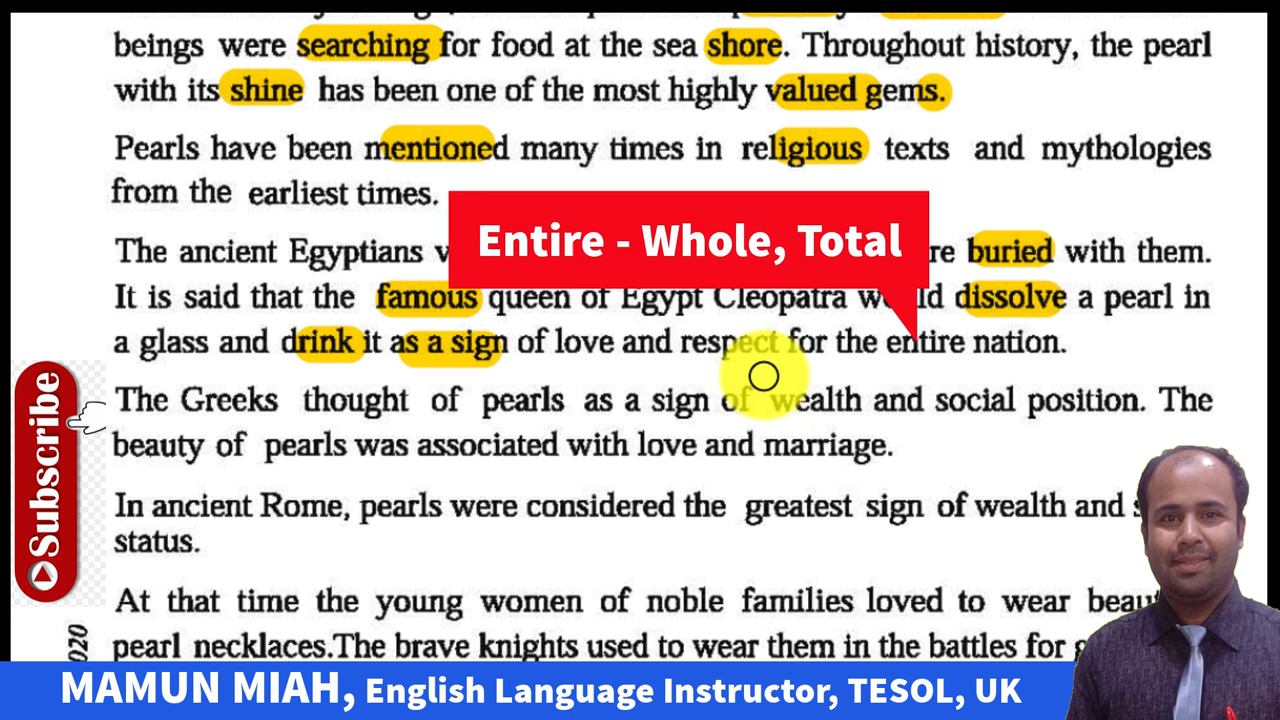 beings were searching for food at the sea shore. Throughout history, the pearl
with its shine has been one of the most highly valued gems.
Pearls have been mentioned many times in religious texts and mythologies
from the earliest times.
Entire - Whole, Total
The ancient Egyptians buried with them.
It is said that the famous queen of Egypt Cleopatra would dissolve a pearl in
a glass and drink it as a sign of love and respect for the entire nation.
The Greeks thought of pearls as a sign of wealth and social position. The
beauty of pearls was associated with love and marriage.
In ancient Rome, pearls were considered the greatest sign of wealth and
status.
At that time the young women of noble families loved to wear
pearl necklaces.The brave knights used to wear them in the battles for
Subscribe
020
MAMUN MIAH, English Language Instructor, TESOL, UK